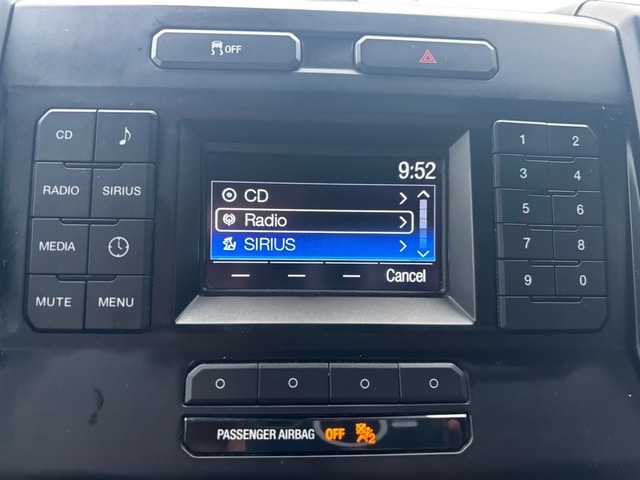 OFF
CD
RADIO SIRIUS
MEDIA
MUTE MENU
9:52
CD
Radio
SIRIUS
Cancel
1 2
3 4
5 6
7 8
9 0
PASSENGER AIRBAG OFF 2